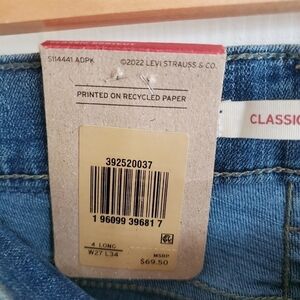 S114441 ADPK ©2022 LEVI STRAUSS & CO.
PRINTED ON RECYCLED PAPER
CLASSIC
392520037
1 96099 39681 7
4 LONG
W27 L34
MSRP
$69.50